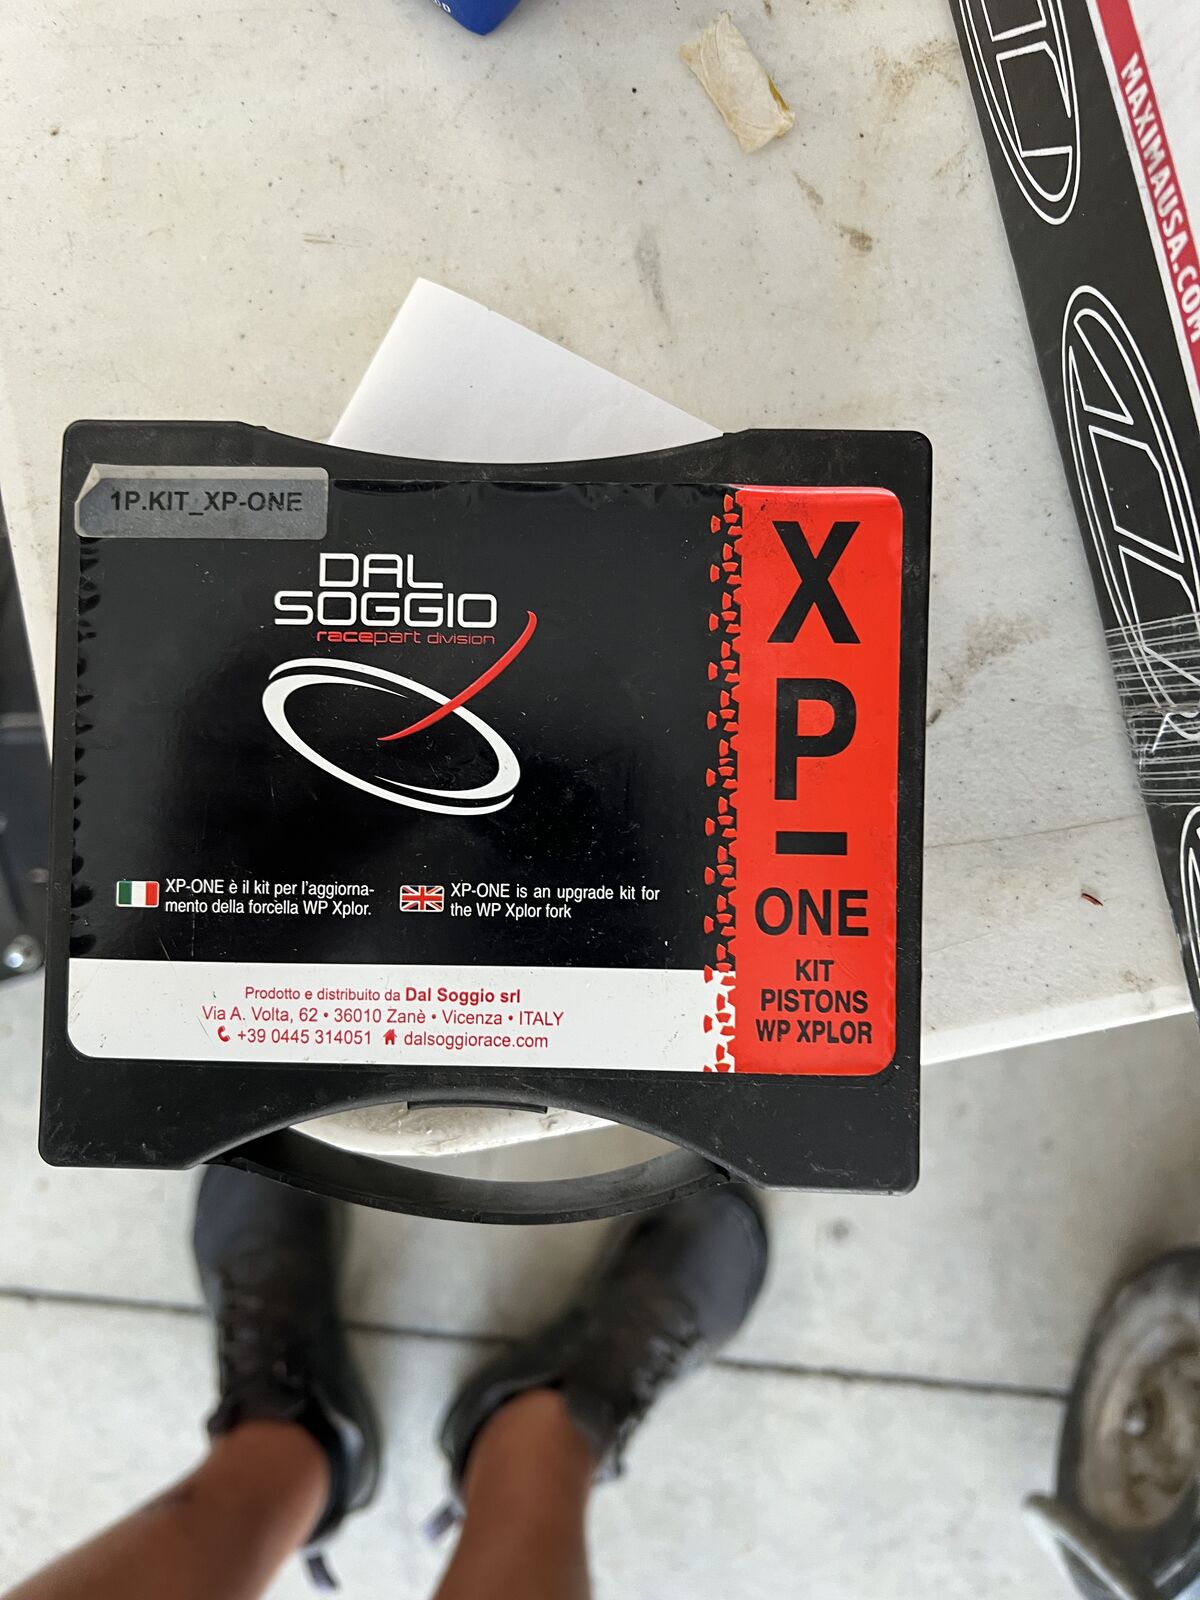 MAXIMAUSA.COM
1P.KIT_XP-ONE
DAL
SOGGIO
racepart division
XP-ONE è il kit per l'aggiorna-
mento della forcella WP Xplor.
XP-ONE is an upgrade kit for
the WP Xplor fork
Prodotto e distribuito da Dal Soggio srl
Via A. Volta, 62 • 36010 Zanè • Vicenza • ITALY
+39 0445 314051 dalsoggiorace.com
X
P
-
ONE
KIT
PISTONS
WP XPLOR